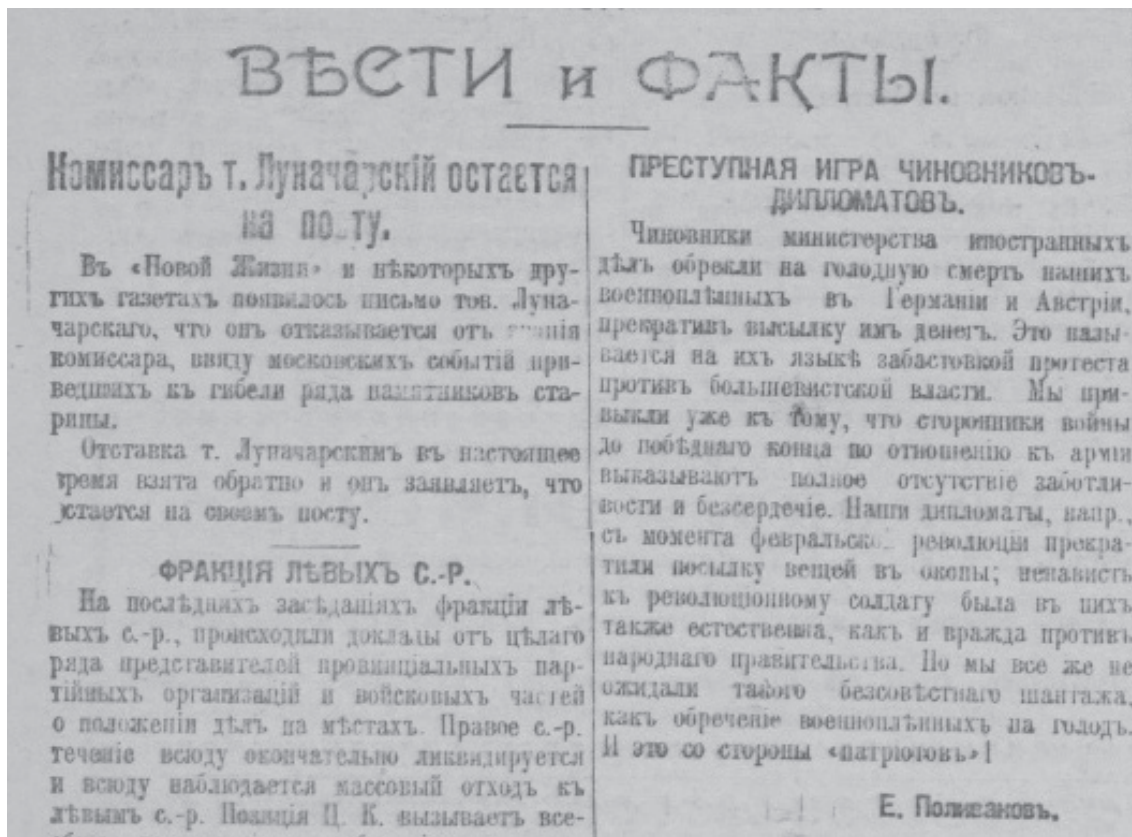 ВѢСТИ и ФАКТЫ.
Комиссаръ т. Луначарскій остается
на посту.
Въ «Новой Жизни» и нѣкоторыхъ дру-
гихъ газетахъ появилось письмо тов. Луна-
чарскаго, что онъ отказывается отъ
комиссара, ввиду московскихъ событій при-
ведшихъ къ гибели ряда памятниковъ ста-
рины.
Отставка т. Луначарскимъ въ настоящее
время взята обратно и онъ заявляетъ, что
остается на своемъ посту.
ФРАКЦІЯ ЛѢВЫХЪ С.-Р.
На послѣднихъ засѣданіяхъ фракціи лѣ-
выхъ с.-р., происходили доклады отъ цѣлаго
ряда представителей провинціальныхъ пар-
тійныхъ организацій и войсковыхъ частей
о положеніи дѣлъ на мѣстахъ. Правое с.-р.
теченіе всюду окончательно ликвидируется
и всюду наблюдается массовый отходъ къ
лѣвымъ с.-р. Позиція Ц. К. вызываетъ все-
ПРЕСТУПНАЯ ИГРА ЧИНОВНИКОВЪ-
ДИПЛОМАТОВЪ.
Чиновники министерства иностранныхъ
дѣлъ обрекли на голодную смерть нашихъ
военноплѣнныхъ въ Германіи и Австріи,
прекративъ высылку имъ денегъ. Это назы-
вается на ихъ языкѣ забастовкой протеста
противъ большевистской власти. Мы при-
выкли уже къ тому, что сторонники войны
до побѣднаго конца по отношенію къ арміи
выказываютъ полное отсутствіе заботли-
вости и безсердечіе. Наши дипломаты, напр.,
съ момента февральской революціи прекра-
тили посылку вещей въ окопы; ненависть
къ революціонному солдату была въ нихъ
также естественна, какъ и вражда противъ
народнаго правительства. Но мы все же не
ожидали такого безсовѣстнаго шантажа,
какъ обреченіе военноплѣнныхъ на голодъ.
И это со стороны «патріотовъ»!
Е. Поливановъ.